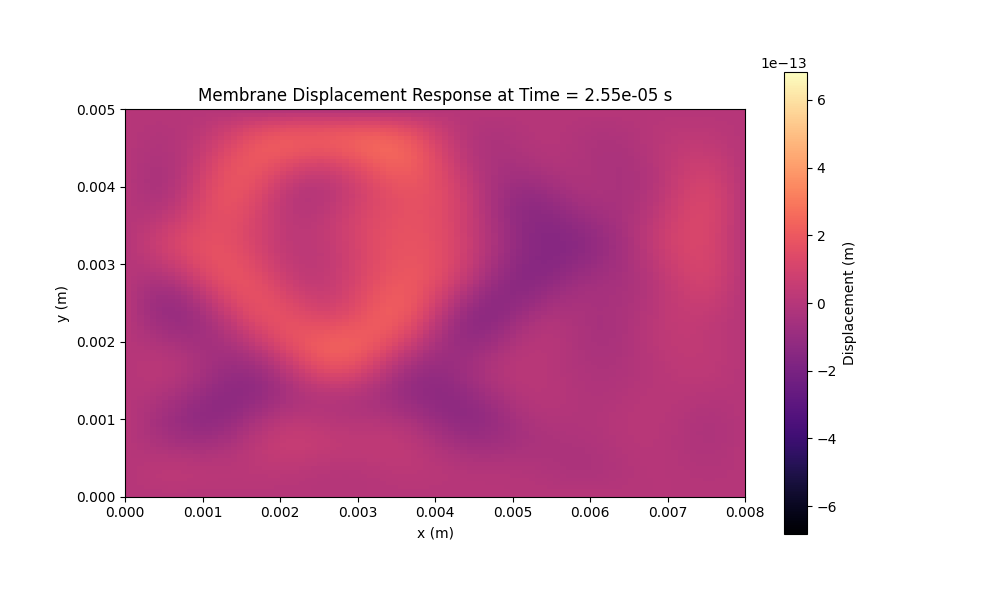 1e−13
Membrane Displacement Response at Time = 2.55e-05 s
0.005
0.004
0.003
0.002
0.001
0.000
y (m)
0.000 0.001 0.002 0.003 0.004 0.005 0.006 0.007 0.008
x (m)
6
4
2
0
−2
−4
−6
Displacement (m)